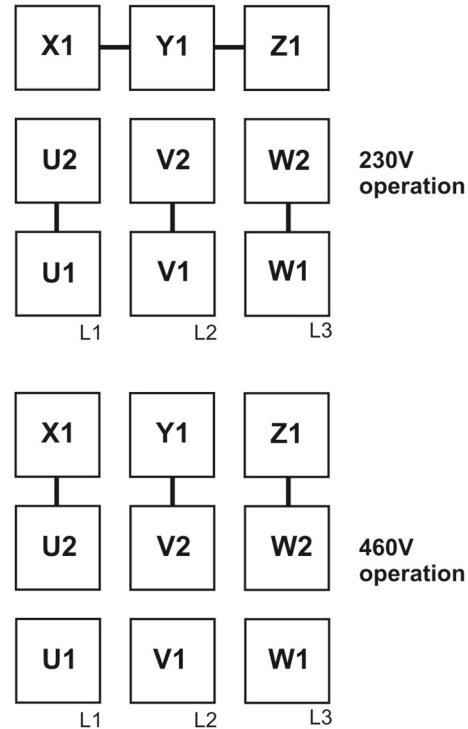 X1 Y1 Z1
U2 V2 W2
230V
operation
U1 V1 W1
L1 L2 L3
X1 Y1 Z1
U2 V2 W2
460V
operation
U1 V1 W1
L1 L2 L3